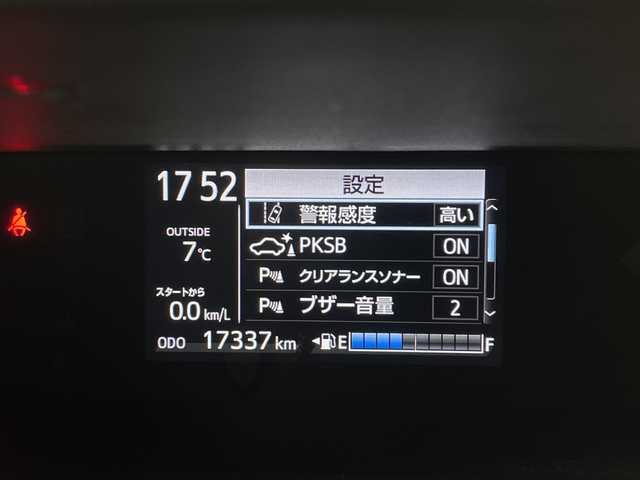 17 52
設定
警報感度 高い
OUTSIDE
7℃
PKSB ON
P クリアランスソナー ON
スタートから
0.0 km/L
P ブザー音量 2
ODO 17337 km E F